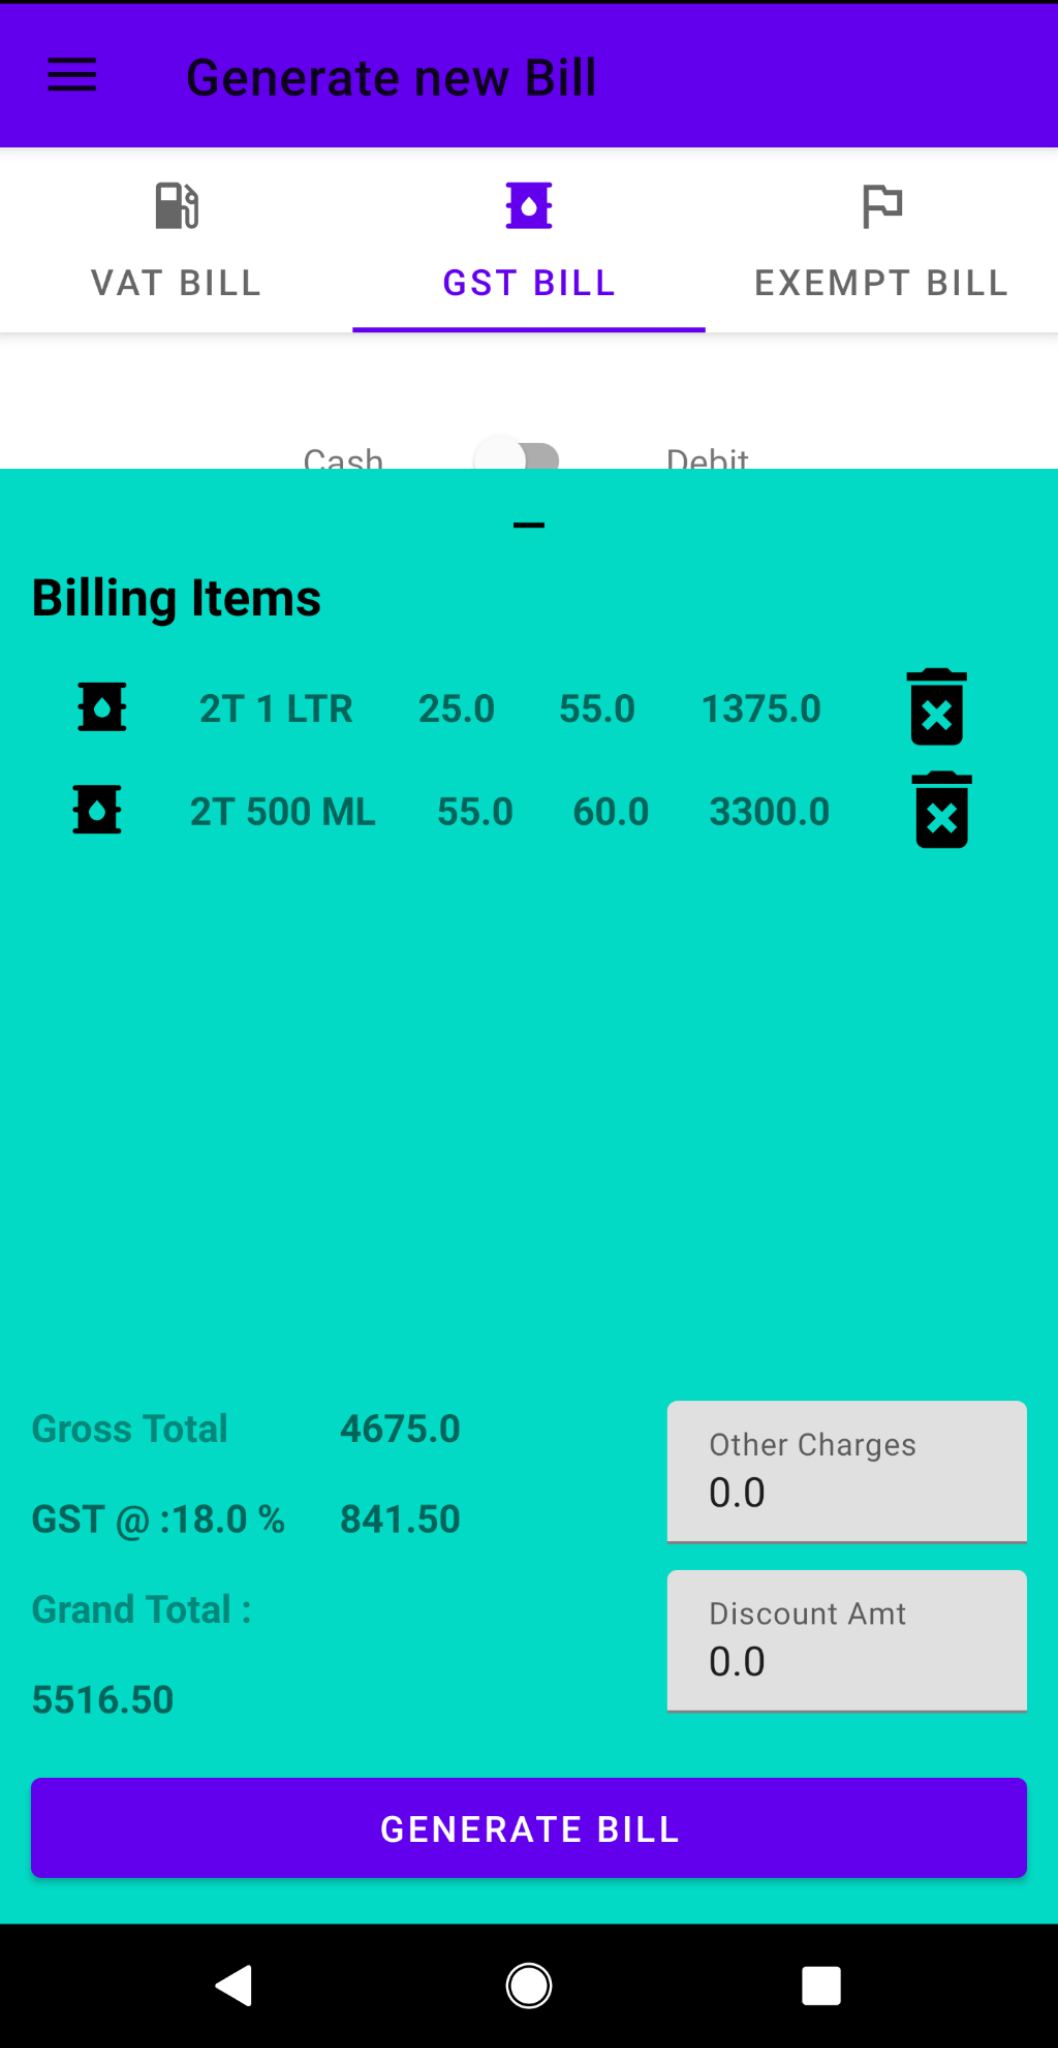 Generate new Bill
VAT BILL GST BILL EXEMPT BILL
Cash Debit
Billing Items
2T 1 LTR 25.0 55.0 1375.0
2T 500 ML 55.0 60.0 3300.0
Gross Total 4675.0
Other Charges
0.0
GST @ :18.0 % 841.50
Grand Total :
Discount Amt
0.0
5516.50
GENERATE BILL